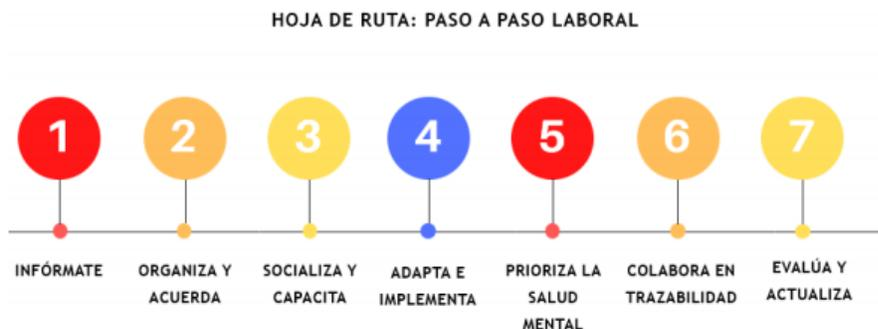 HOJA DE RUTA: PASO A PASO LABORAL
1
2
3
4
5
6
7
INFÓRMATE
ORGANIZA Y
ACUERDA
SOCIALIZA Y
CAPACITA
ADAPTA E
IMPLEMENTA
PRIORIZA LA
SALUD
MENTAL
COLABORA EN
TRAZABILIDAD
EVALÚA Y
ACTUALIZA